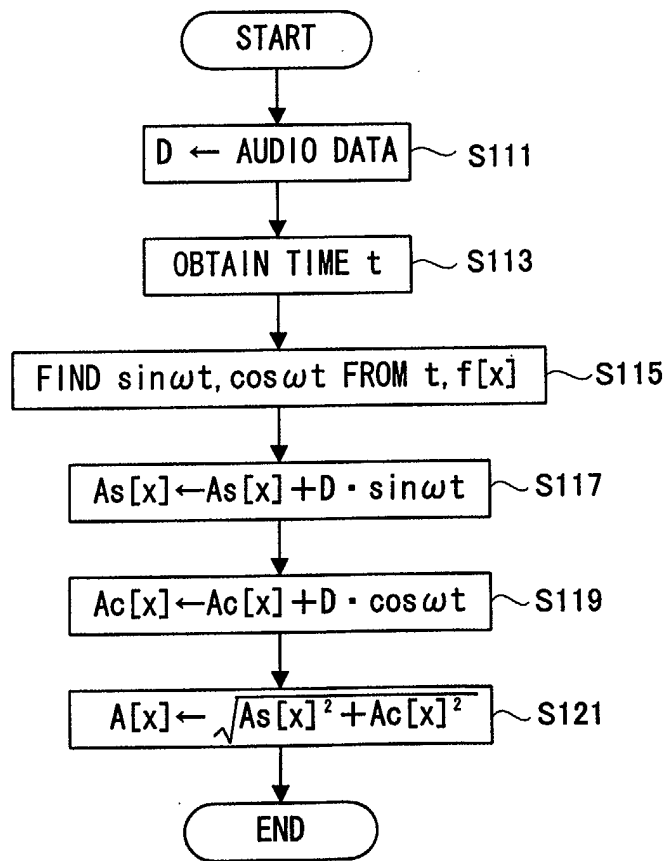 START
D ← AUDIO DATA
S111
OBTAIN TIME t
S113
FIND sinωt, cosωt FROM t, f[x]
S115
As[x]←As[x]+D・sinωt
S117
Ac[x]←Ac[x]+D・cosωt
S119
A[x]← √As[x]²+Ac[x]²
S121
END